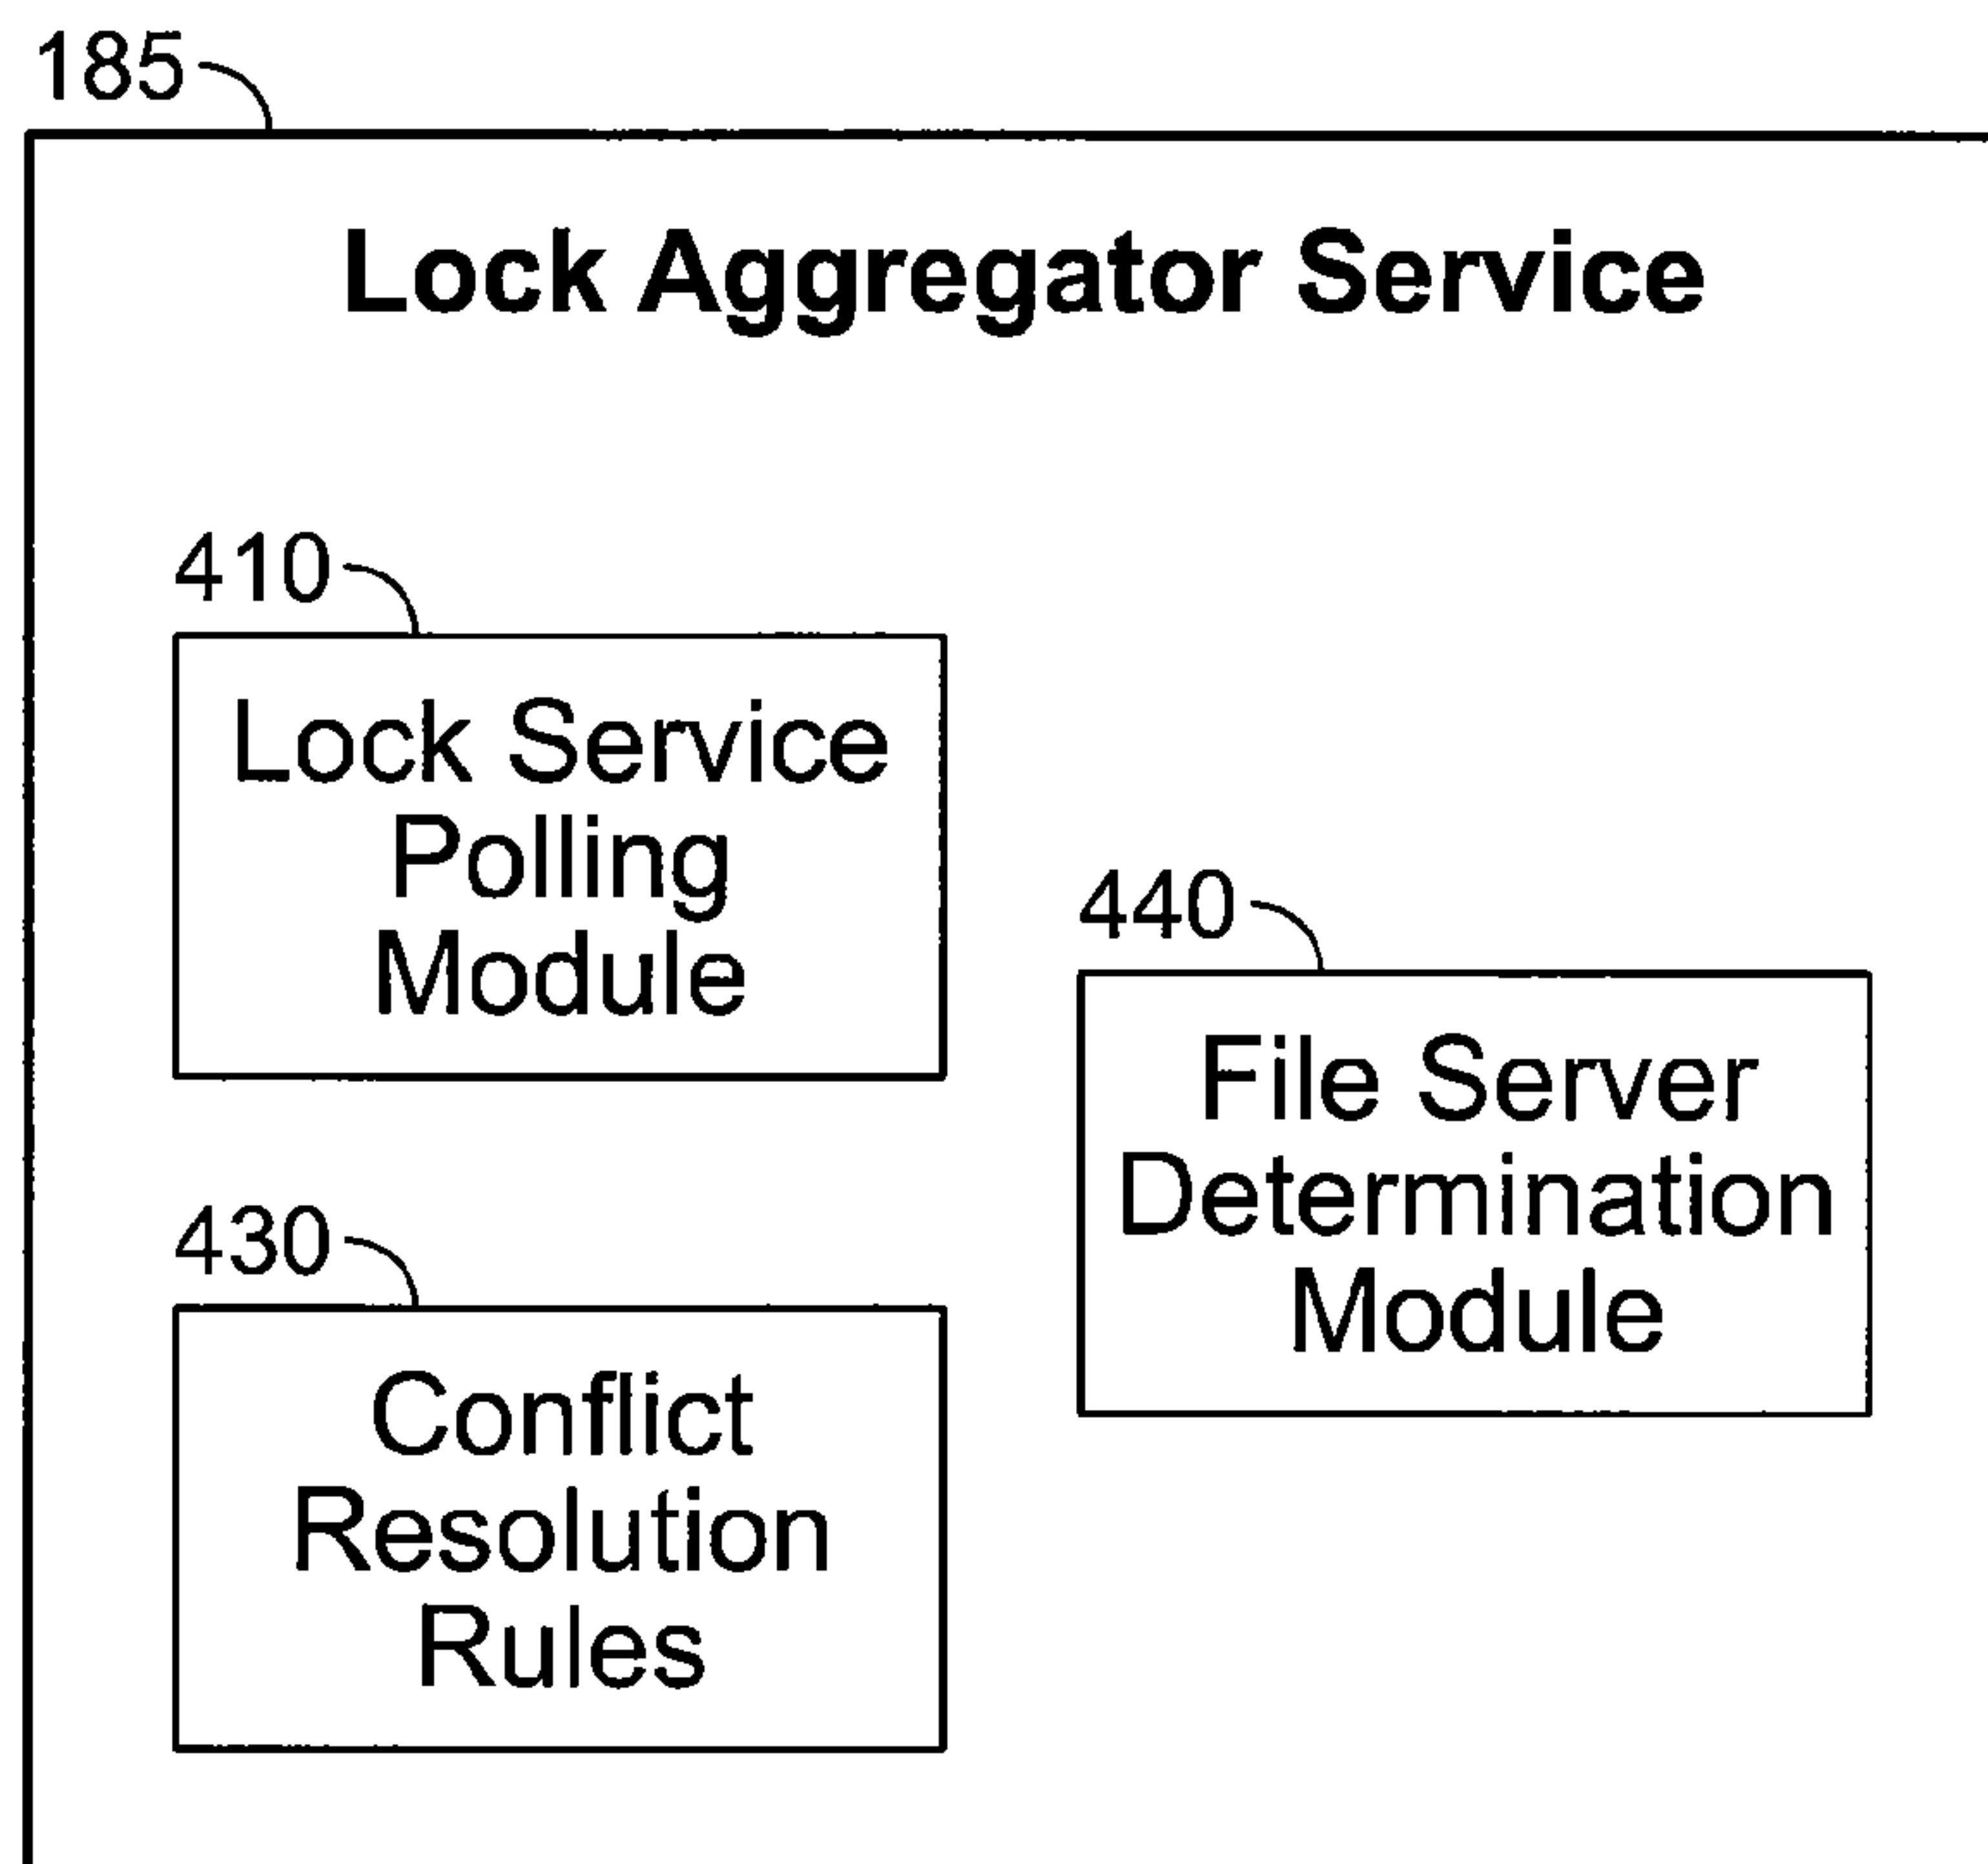 185
Lock Aggregator Service
410
Lock Service
Polling
Module
440
File Server
Determination
Module
430
Conflict
Resolution
Rules